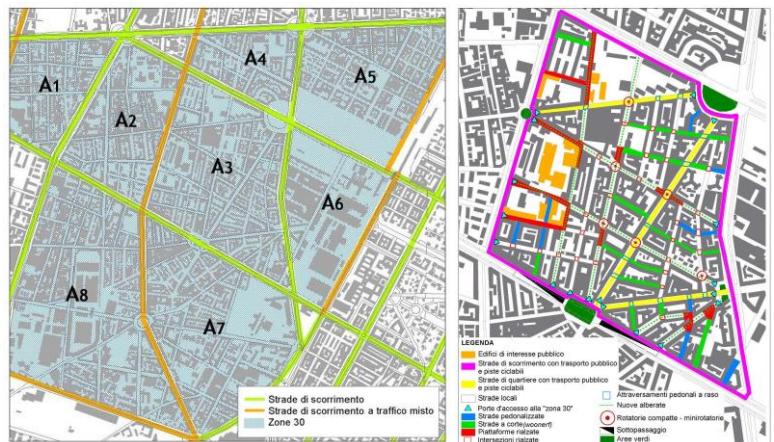 A1
A2
A4
A5
A3
A6
A8
A7
Strade di scorrimento
Strade di scorrimento a traffico misto
Zone 30
LEGENDA
Edifici di interesse pubblico
Strade di scorrimento con trasporto pubblico
e piste ciclabili
Strade di quartiere con trasporto pubblico
e piste ciclabili
Strade locali
Porte d'accesso alla "zona 30"
Strade pedonalizzate
Strade a corte(woonerf)
Piattaforme rialzate
Intersezioni rialzate
Attraversamenti pedonali a raso
Nuove alberate
Rotatorie compatte - minirotatorie
Sottopassaggio
Aree verdi